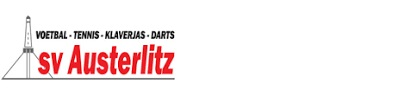 VOETBAL - TENNIS - KLAVERJAS - DARTS
sv Austerlitz